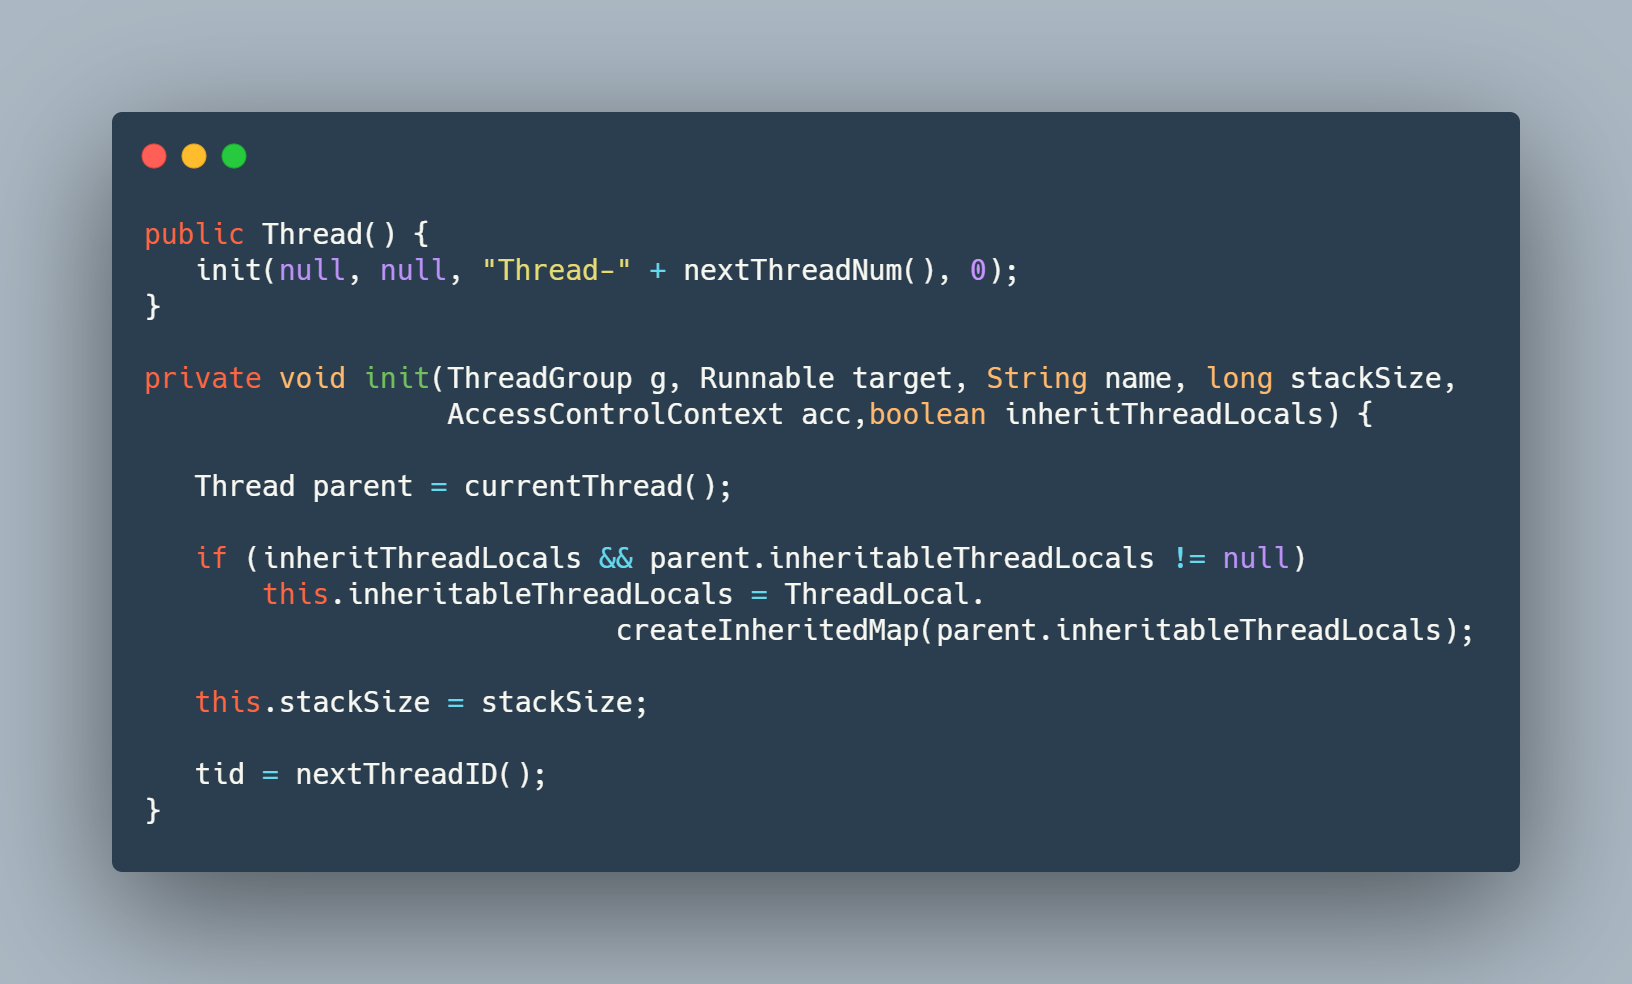 public Thread() {
   init(null, null, "Thread-" + nextThreadNum(), 0);
}

private void init(ThreadGroup g, Runnable target, String name, long stackSize,
                  AccessControlContext acc,boolean inheritThreadLocals) {

   Thread parent = currentThread();

   if (inheritThreadLocals && parent.inheritableThreadLocals != null)
       this.inheritableThreadLocals = ThreadLocal.
                            createInheritedMap(parent.inheritableThreadLocals);

   this.stackSize = stackSize;

   tid = nextThreadID();
}